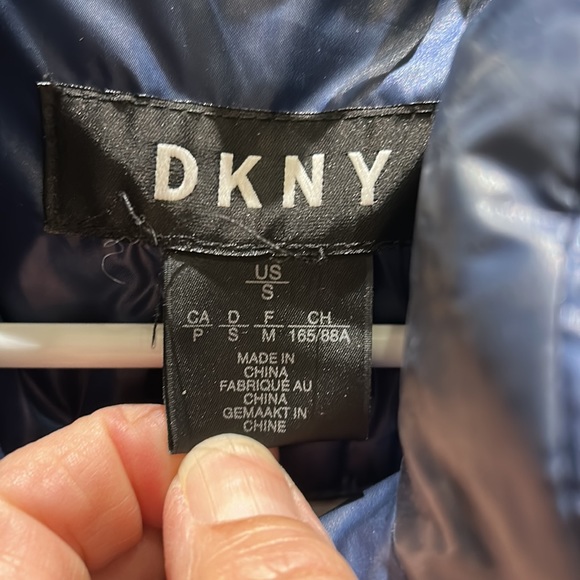 DKNY
US
S
CA D F CH
P S M 165/88A
MADE IN
CHINA
FABRIQUÉ AU
CHINA
GEMAAKT IN
CHINE